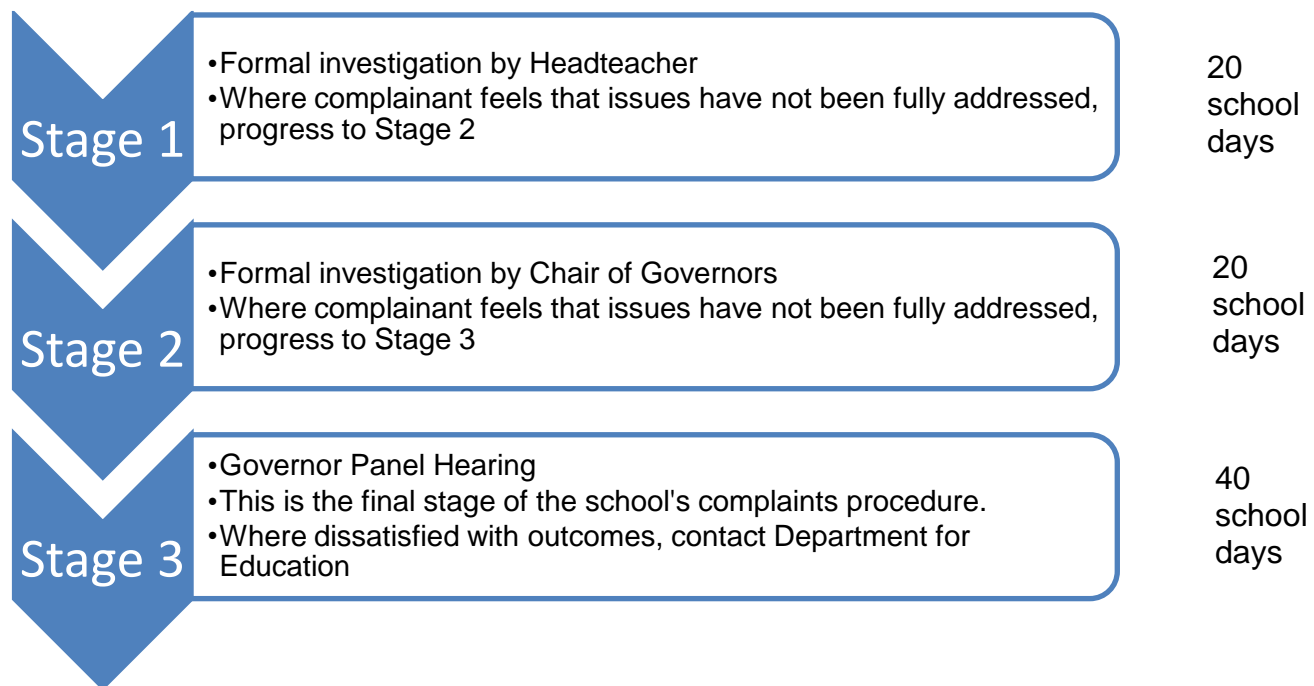 Stage 1
•Formal investigation by Headteacher
•Where complainant feels that issues have not been fully addressed,
progress to Stage 2
20
school
days
Stage 2
•Formal investigation by Chair of Governors
•Where complainant feels that issues have not been fully addressed,
progress to Stage 3
20
school
days
Stage 3
•Governor Panel Hearing
•This is the final stage of the school's complaints procedure.
•Where dissatisfied with outcomes, contact Department for
Education
40
school
days